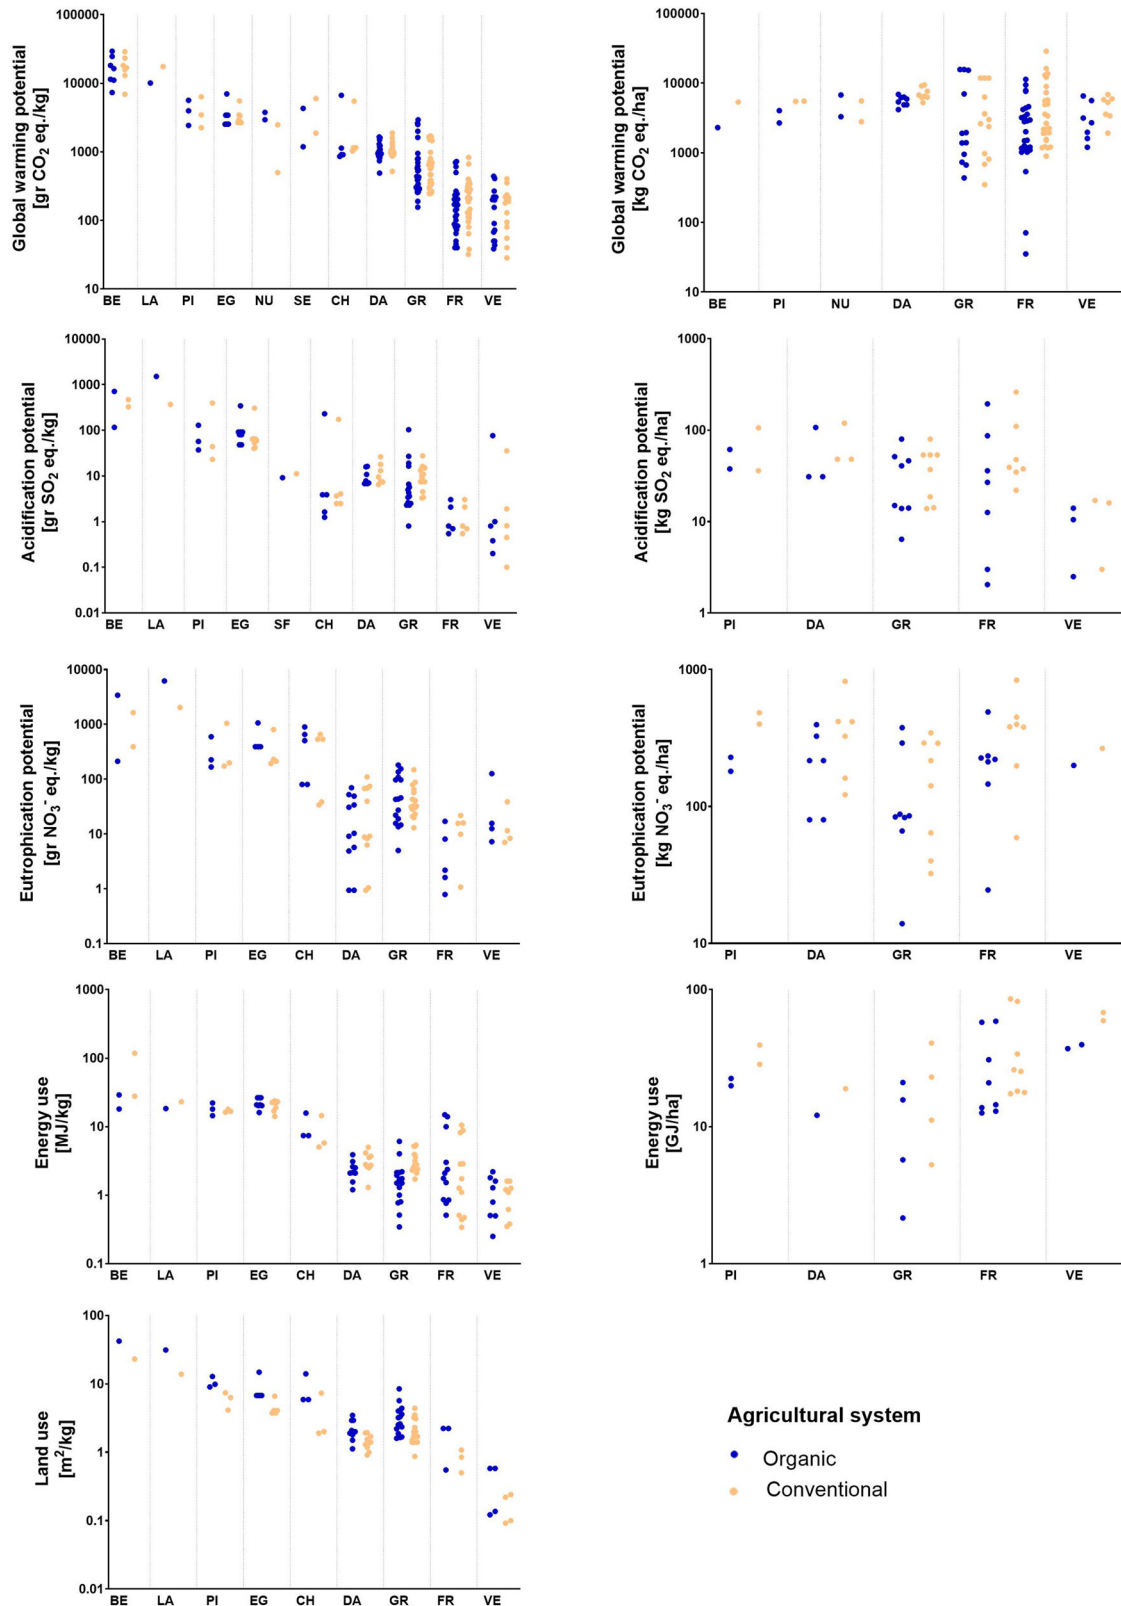 Global warming potential
[gr CO₂ eq./kg]
100000
10000
1000
100
10
BE LA PI EG NU SE CH DA GR FR VE
Global warming potential
[kg CO₂ eq./ha]
100000
10000
1000
100
10
BE PI NU DA GR FR VE
Acidification potential
[gr SO₂ eq./kg]
10000
1000
100
10
1
0.1
0.01
BE LA PI EG SF CH DA GR FR VE
Acidification potential
[kg SO₂ eq./ha]
1000
100
10
1
PI DA GR FR VE
Eutrophication potential
[gr NO₃⁻ eq./kg]
10000
1000
100
10
1
0.1
BE LA PI EG CH DA GR FR VE
Eutrophication potential
[kg NO₃⁻ eq./ha]
1000
100
10
PI DA GR FR VE
Energy use
[MJ/kg]
1000
100
10
1
0.1
BE LA PI EG CH DA GR FR VE
Energy use
[GJ/ha]
100
10
1
PI DA GR FR VE
Land use
[m²/kg]
100
10
1
0.1
0.01
BE LA PI EG CH DA GR FR VE
Agricultural system
Organic
Conventional